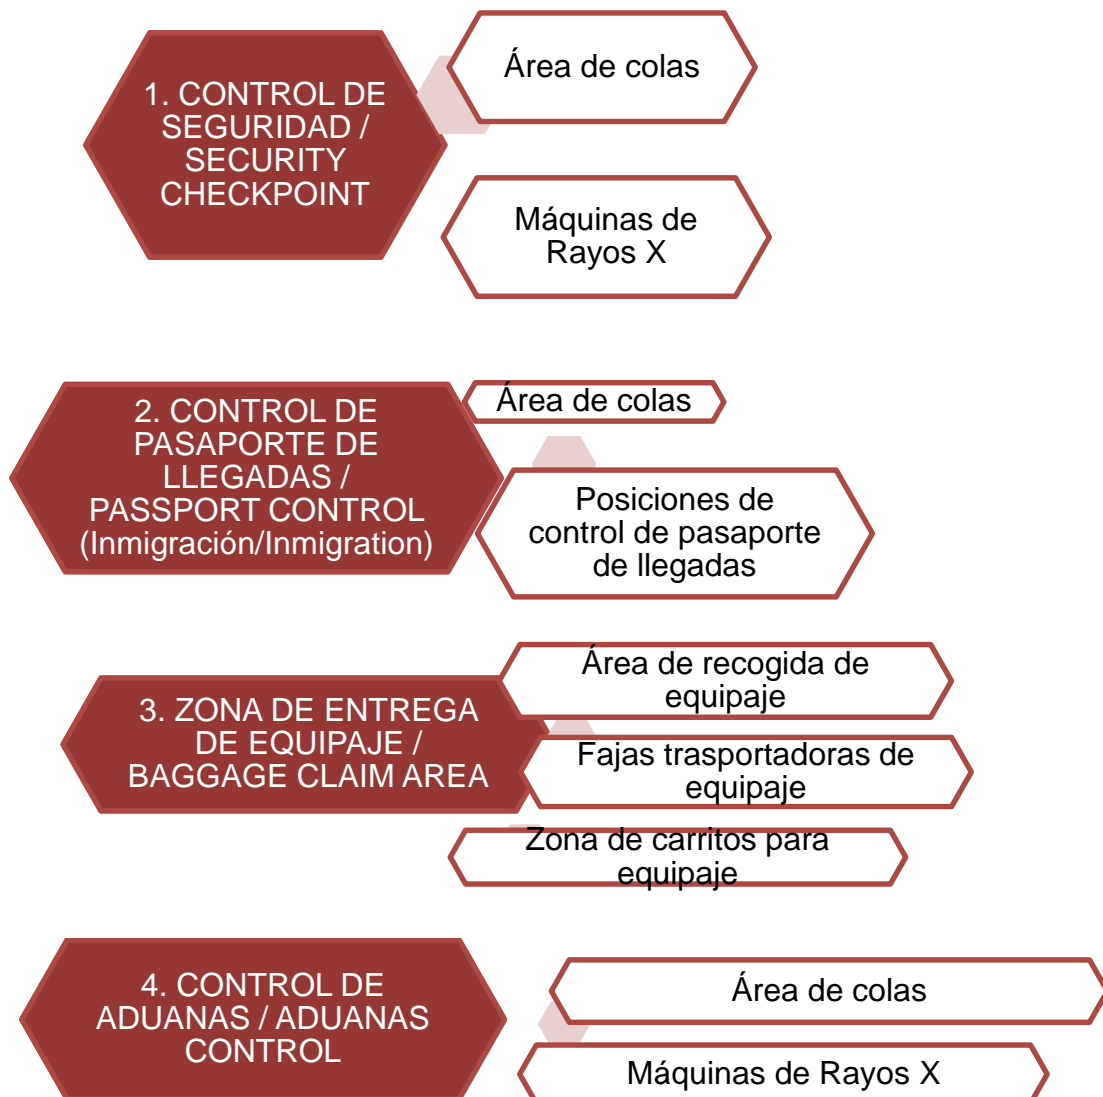 1. CONTROL DE
SEGURIDAD /
SECURITY
CHECKPOINT
Área de colas
Máquinas de
Rayos X
2. CONTROL DE
PASAPORTE DE
LLEGADAS /
PASSPORT CONTROL
(Inmigración/Inmigration)
Área de colas
Posiciones de
control de pasaporte
de llegadas
3. ZONA DE ENTREGA
DE EQUIPAJE /
BAGGAGE CLAIM AREA
Área de recogida de
equipaje
Fajas trasportadoras de
equipaje
Zona de carritos para
equipaje
4. CONTROL DE
ADUANAS / ADUANAS
CONTROL
Área de colas
Máquinas de Rayos X